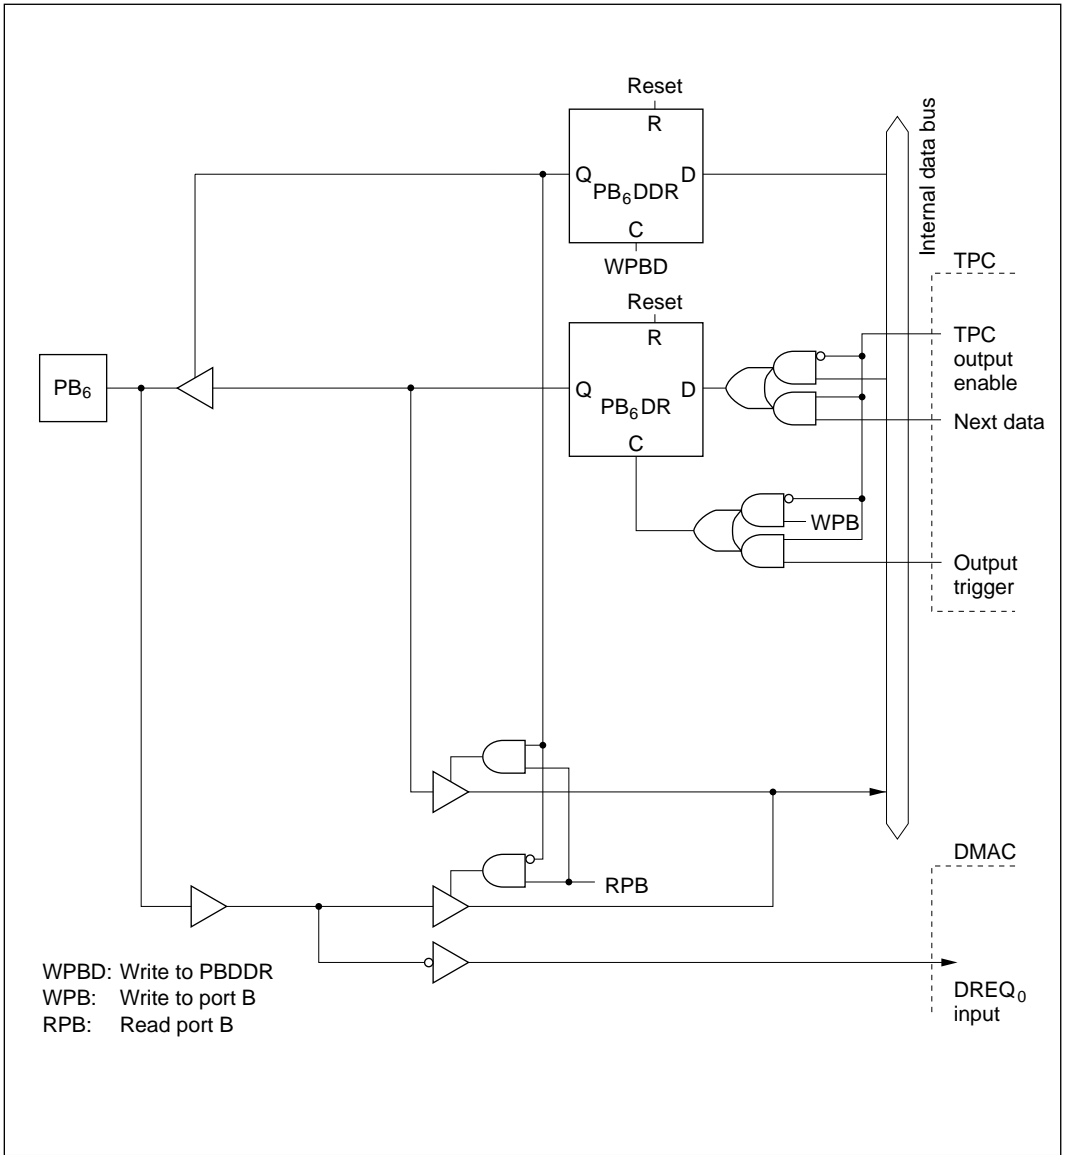 Reset
R
Q
D
PB6DDR
C
WPBD
Internal data bus
TPC
Reset
R
TPC
output
enable
PB6
Q
D
PB6DR
C
Next data
WPB
Output
trigger
DMAC
RPB
WPBD: Write to PBDDR
WPB: Write to port B
RPB: Read port B
DREQ0
input